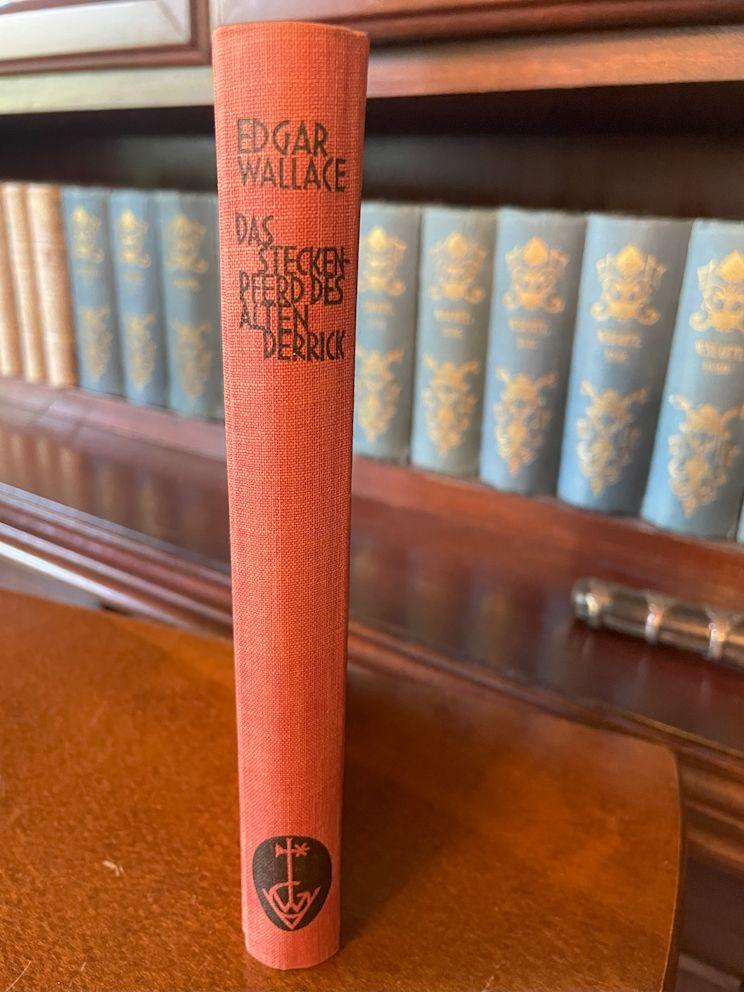 EDGAR
WALLACE
DAS
STECKEN-
PFERD DES
ALTEN
DERRICK